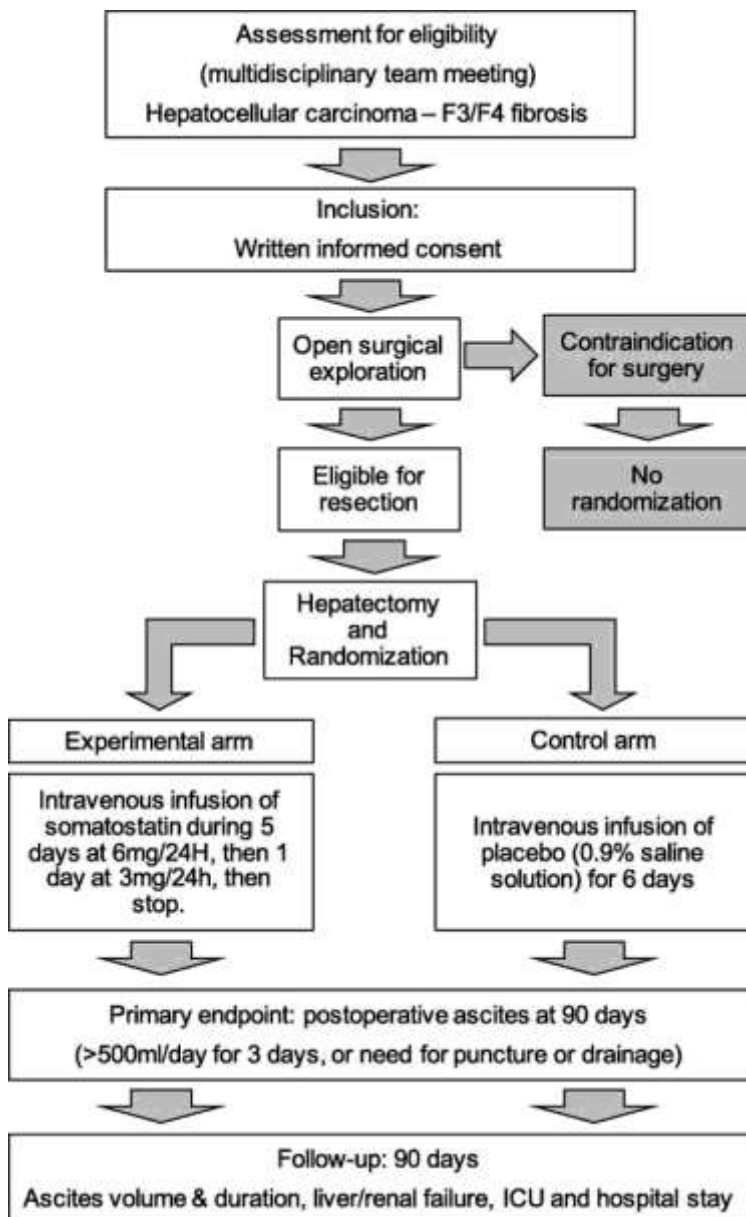 Assessment for eligibility
(multidisciplinary team meeting)
Hepatocellular carcinoma – F3/F4 fibrosis
Inclusion:
Written informed consent
Open surgical
exploration
Contraindication
for surgery
Eligible for
resection
No
randomization
Hepatectomy
and
Randomization
Experimental arm
Control arm
Intravenous infusion of
somatostatin during 5
days at 6mg/24H, then 1
day at 3mg/24h, then
stop.
Intravenous infusion of
placebo (0.9% saline
solution) for 6 days
Primary endpoint: postoperative ascites at 90 days
(>500ml/day for 3 days, or need for puncture or drainage)
Follow-up: 90 days
Ascites volume & duration, liver/renal failure, ICU and hospital stay